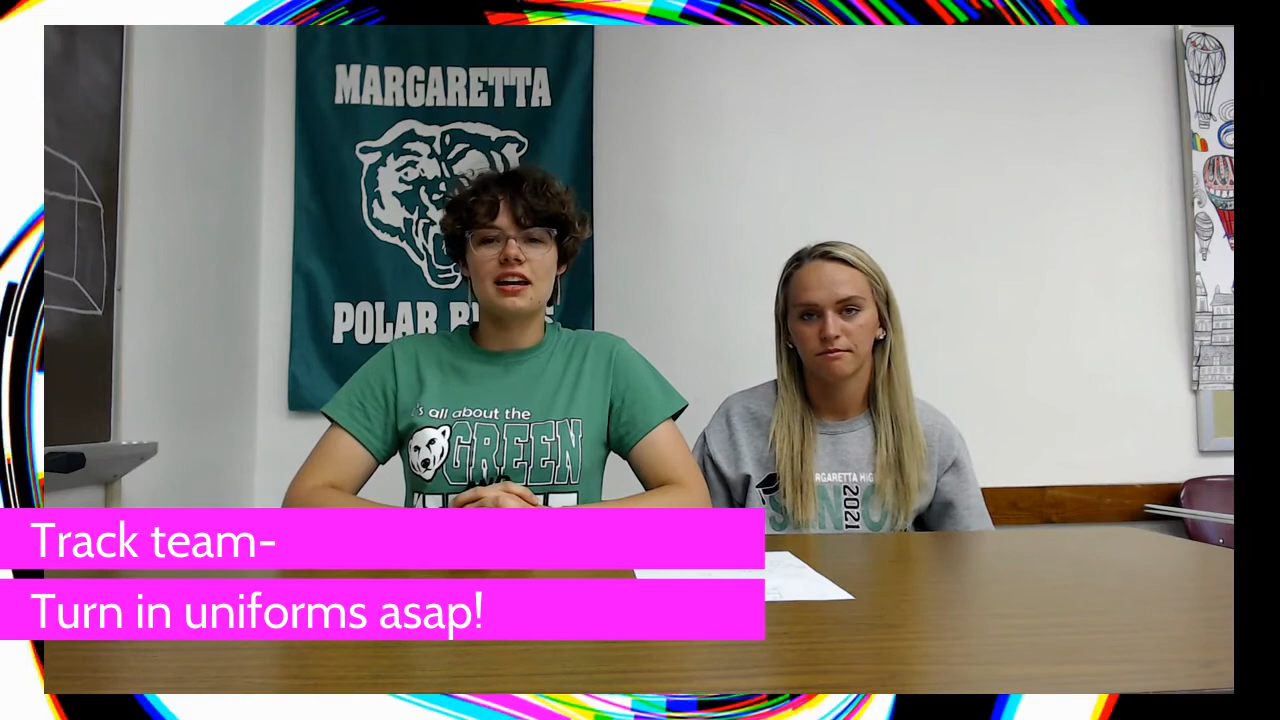 MARGARETTA
POLAR
all about the
GREEN
2021
Track team-
Turn in uniforms asap!